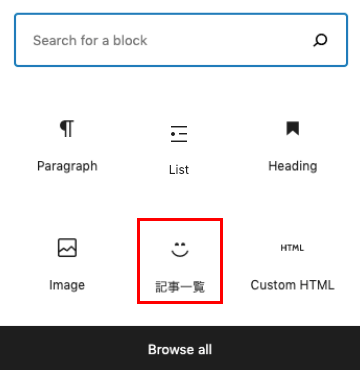 Search for a block
Paragraph
List
Heading
Image
記事一覧
HTML
Custom HTML
Browse all